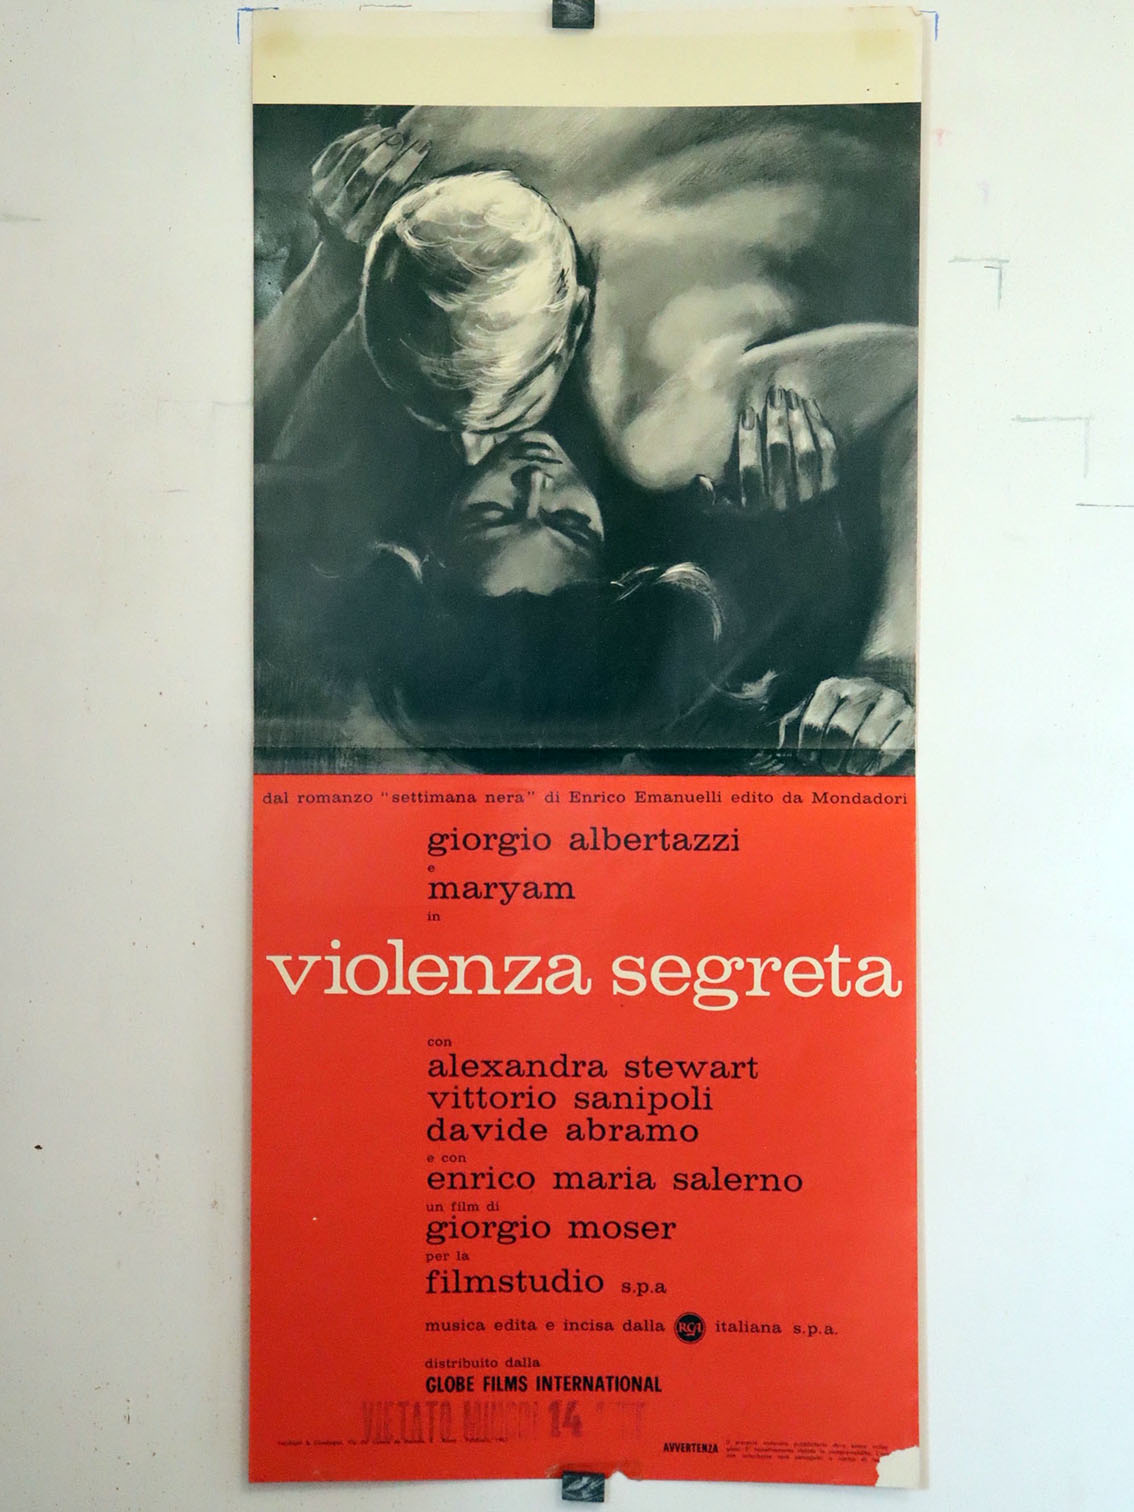 dal romanzo "settimana nera" di Enrico Emanuelli edito da Mondadori
giorgio albertazzi
e
maryam
in
violenza segreta
con
alexandra stewart
vittorio sanipoli
davide abramo
e con
enrico maria salerno
un film di
giorgio moser
per la
filmstudio s.p.a
musica edita e incisa dalla RCA italiana s.p.a.
distribuito dalla
GLOBE FILMS INTERNATIONAL
VIETATO MINORI 14 ANNI
AVVERTENZA